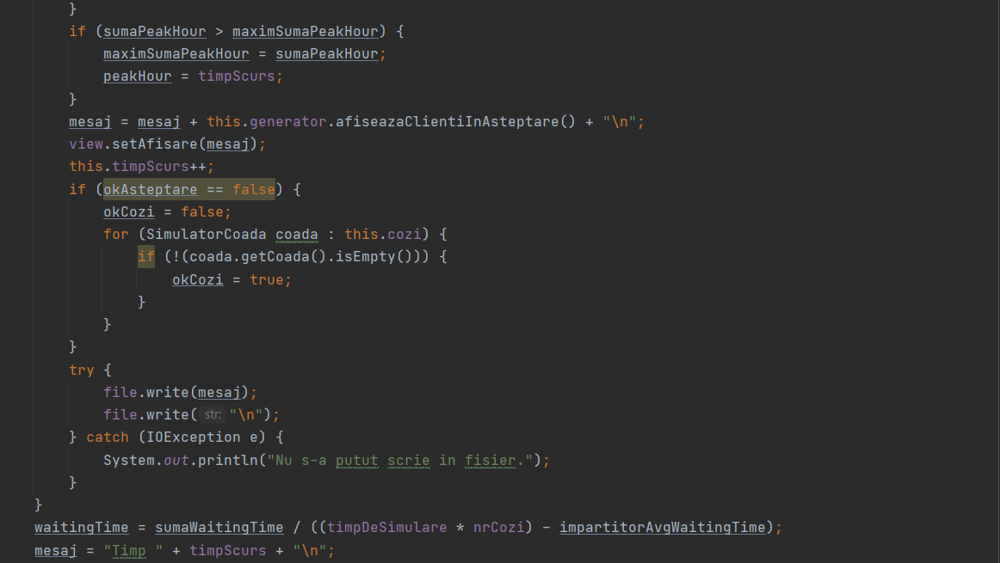 }
if (sumaPeakHour > maximSumaPeakHour) {
maximSumaPeakHour = sumaPeakHour;
peakHour = timpScurs;
}
mesaj = mesaj + this.generator.afiseazaClientiInAsteptare() + "\n";
view.setAfisare(mesaj);
this.timpScurs++;
if (okAsteptare == false) {
okCozi = false;
for (SimulatorCoada coada : this.cozi) {
if (!(coada.getCoada().isEmpty())) {
okCozi = true;
}
}
}
try {
file.write(mesaj);
file.write( str: "\n");
} catch (IOException e) {
System.out.println("Nu s-a putut scrie in fisier.");
}
}
waitingTime = sumaWaitingTime / ((timpDeSimulare * nrCozi) - impartitorAvgWaitingTime);
mesaj = "Timp " + timpScurs + "\n";